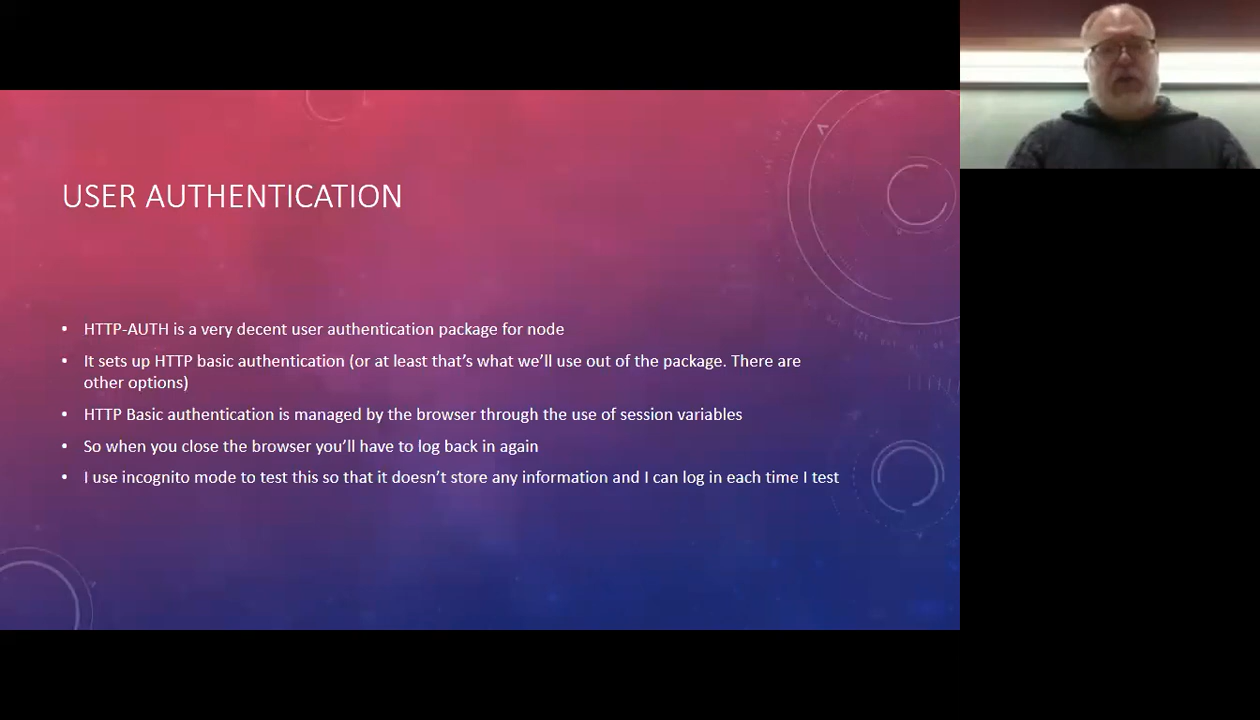 USER AUTHENTICATION
• HTTP-AUTH is a very decent user authentication package for node
• It sets up HTTP basic authentication (or at least that’s what we’ll use out of the package. There are
other options)
• HTTP Basic authentication is managed by the browser through the use of session variables
• So when you close the browser you’ll have to log back in again
• I use incognito mode to test this so that it doesn’t store any information and I can log in each time I test